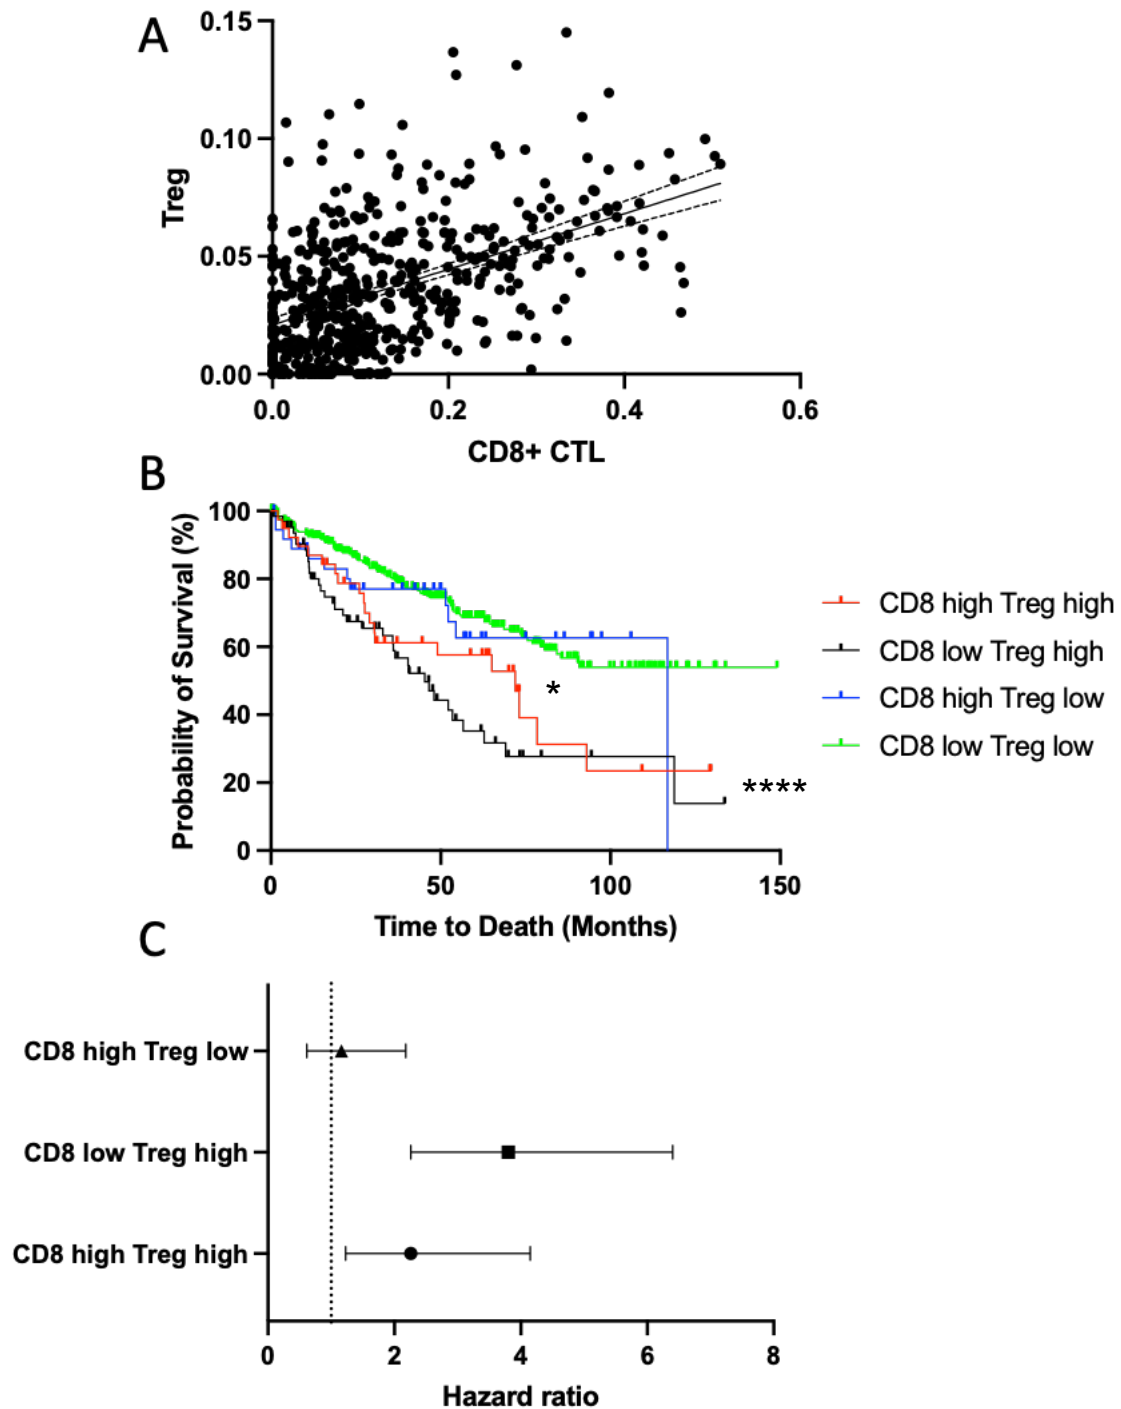 A
Treg
0.15
0.10
0.05
0.00
0.0 0.2 0.4 0.6
CD8+ CTL
B
Probability of Survival (%)
100
80
60
40
20
0
*
****
0 50 100 150
Time to Death (Months)
CD8 high Treg high
CD8 low Treg high
CD8 high Treg low
CD8 low Treg low
C
CD8 high Treg low
CD8 low Treg high
CD8 high Treg high
0 2 4 6 8
Hazard ratio